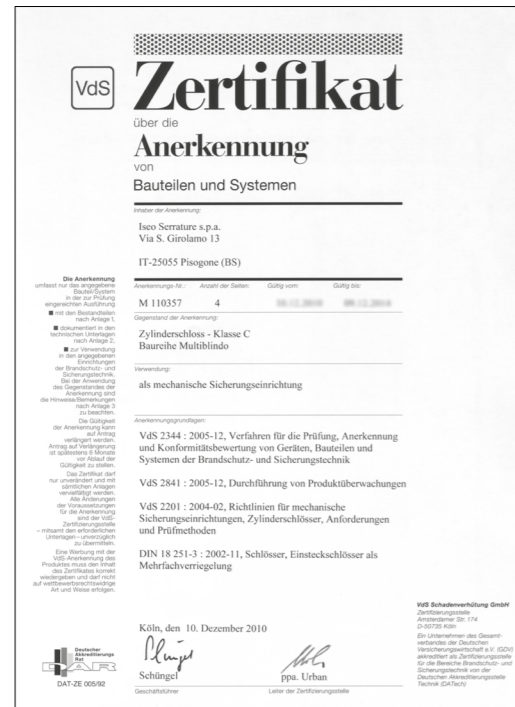 VdS
Zertifikat
über die
Anerkennung
von
Bauteilen und Systemen
Inhaber der Anerkennung:
Iseo Serrature s.p.a.
Via S. Girolamo 13
IT-25055 Pisogne (BS)
Anerkennungs-Nr.: Anzahl der Seiten: Gültig vom: Gültig bis:
M 110357 4
Gegenstand der Anerkennung:
Zylinderschloss - Klasse C
Baureihe Multiblindo
Verwendung:
als mechanische Sicherungseinrichtung
Anerkennungsgrundlagen:
VdS 2344 : 2005-12, Verfahren für die Prüfung, Anerkennung
und Konformitätsbewertung von Geräten, Bauteilen und
Systemen der Brandschutz- und Sicherungstechnik
VdS 2841 : 2005-12, Durchführung von Produktüberwachungen
VdS 2201 : 2004-02, Richtlinien für mechanische
Sicherungseinrichtungen, Zylinderschlösser, Anforderungen
und Prüfmethoden
DIN 18 251-3 : 2002-11, Schlösser, Einsteckschlösser als
Mehrfachverriegelung
Die Anerkennung
umfasst nur das angegebene
Bauteil/System
in der zur Prüfung
eingereichten Ausführung
■ mit den Bestandteilen
nach Anlage 1,
■ dokumentiert in den
technischen Unterlagen
nach Anlage 2,
■ zur Verwendung
in den angegebenen
Einrichtungen
der Brandschutz- und
Sicherungstechnik.
Bei der Anwendung
des Gegenstandes der
Anerkennung sind
die Hinweise/Bemerkungen
nach Anlage 3
zu beachten.
Die Gültigkeit
der Anerkennung kann
auf Antrag
verlängert werden.
Antrag auf Verlängerung
ist spätestens 6 Monate
vor Ablauf der
Gültigkeit zu stellen.
Das Zertifikat darf
nur unverändert und mit
sämtlichen Anlagen
vervielfältigt werden.
Alle Änderungen
der Voraussetzungen
für die Anerkennung
sind der VdS-
Zertifizierungsstelle
– mitsamt den erforderlichen
Unterlagen – unverzüglich
zu übermitteln.
Eine Werbung mit der
VdS-Anerkennung des
Produktes muss den Inhalt
des Zertifikates korrekt
wiedergeben und darf nicht
auf wettbewerbsrechtswidrige
Art und Weise erfolgen.
Deutscher
Akkreditierungs
Rat
DAR
DAT-ZE 005/92
Köln, den 10. Dezember 2010
Schüngel ppa. Urban
Geschäftsführer Leiter der Zertifizierungsstelle
VdS Schadenverhütung GmbH
Zertifizierungsstelle
Amsterdamer Str. 174
D-50735 Köln
Ein Unternehmen des Gesamt-
verbandes der Deutschen
Versicherungswirtschaft e.V. (GDV)
akkreditiert als Zertifizierungsstelle
für die Bereiche Brandschutz- und
Sicherungstechnik von der
Deutschen Akkreditierungsstelle
Technik (DATech)